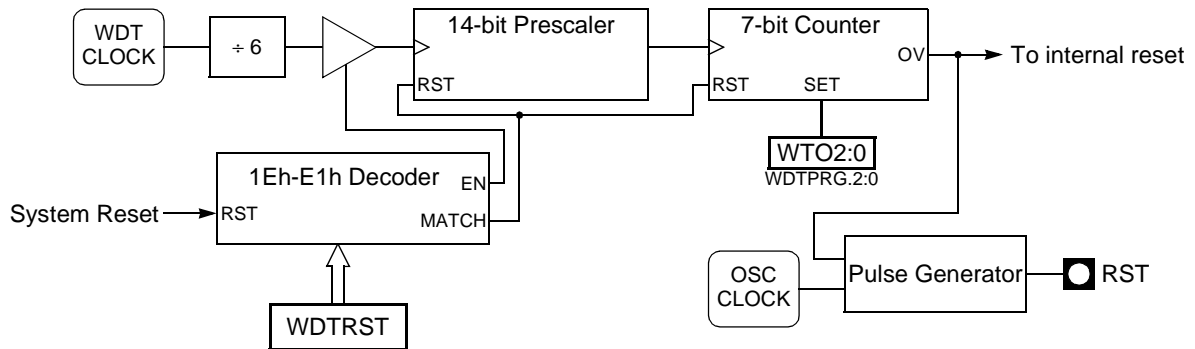 WDT
CLOCK
÷ 6
14-bit Prescaler
RST
7-bit Counter
RST
SET
OV
To internal reset
WTO2:0
WDTPRG.2:0
1Eh-E1h Decoder
EN
MATCH
RST
System Reset
WDTRST
OSC
CLOCK
Pulse Generator
RST